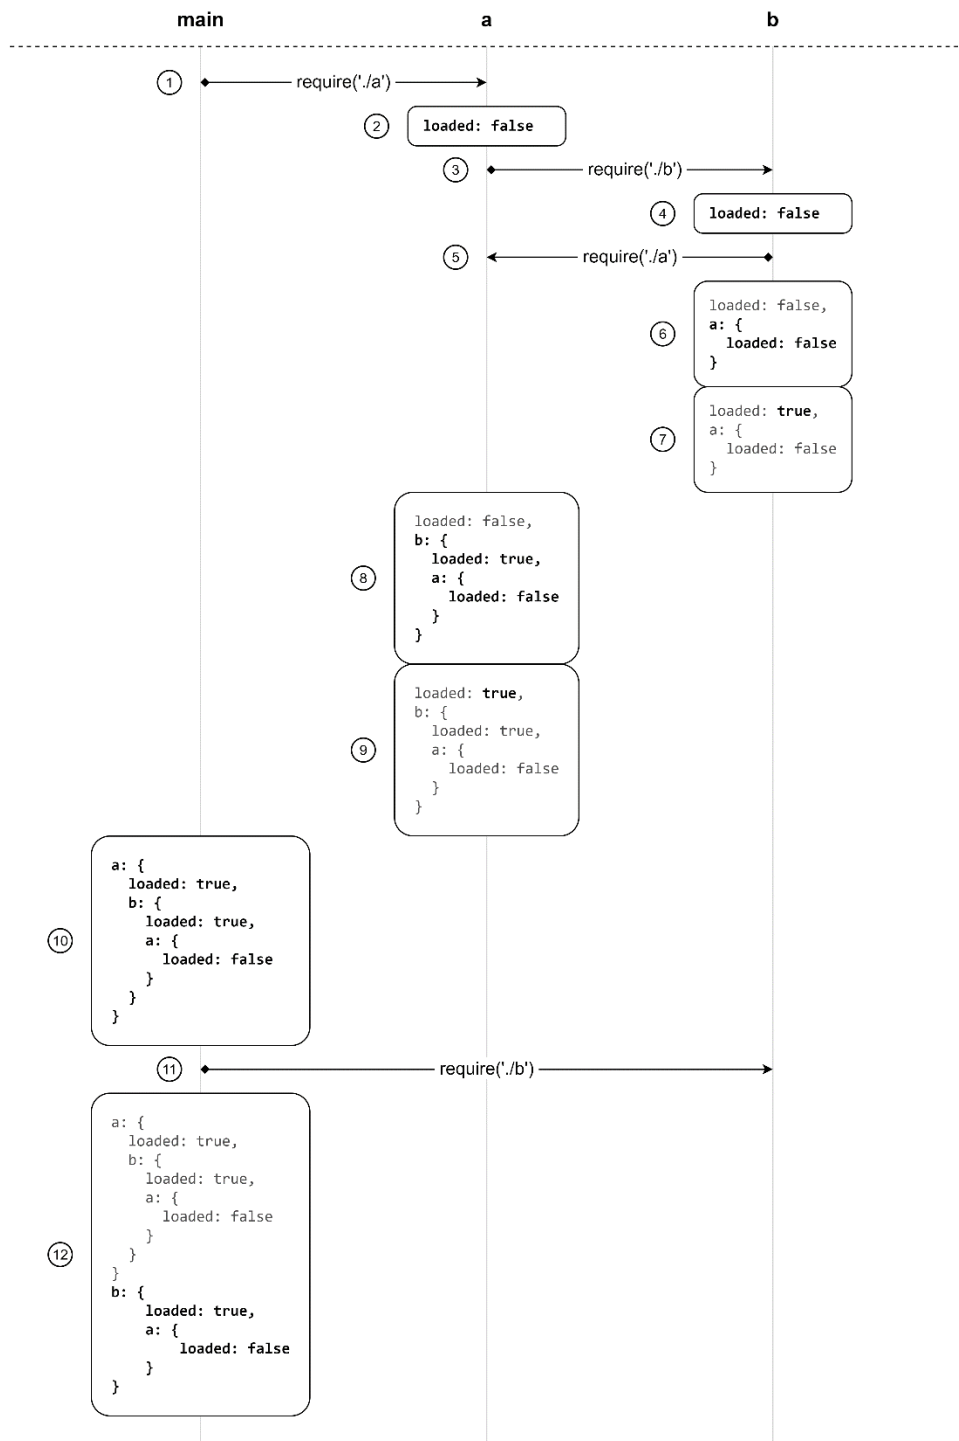 main a b
1 require('./a')
2 loaded: false
3 require('./b')
4 loaded: false
5 require('./a')
6
loaded: false,
a: {
  loaded: false
}
7
loaded: true,
a: {
  loaded: false
}
8
loaded: false,
b: {
  loaded: true,
  a: {
    loaded: false
  }
}
9
loaded: true,
b: {
  loaded: true,
  a: {
    loaded: false
  }
}
10
a: {
  loaded: true,
  b: {
    loaded: true,
    a: {
      loaded: false
    }
  }
}
11 require('./b')
12
a: {
  loaded: true,
  b: {
    loaded: true,
    a: {
      loaded: false
    }
  }
}
b: {
    loaded: true,
    a: {
        loaded: false
    }
}